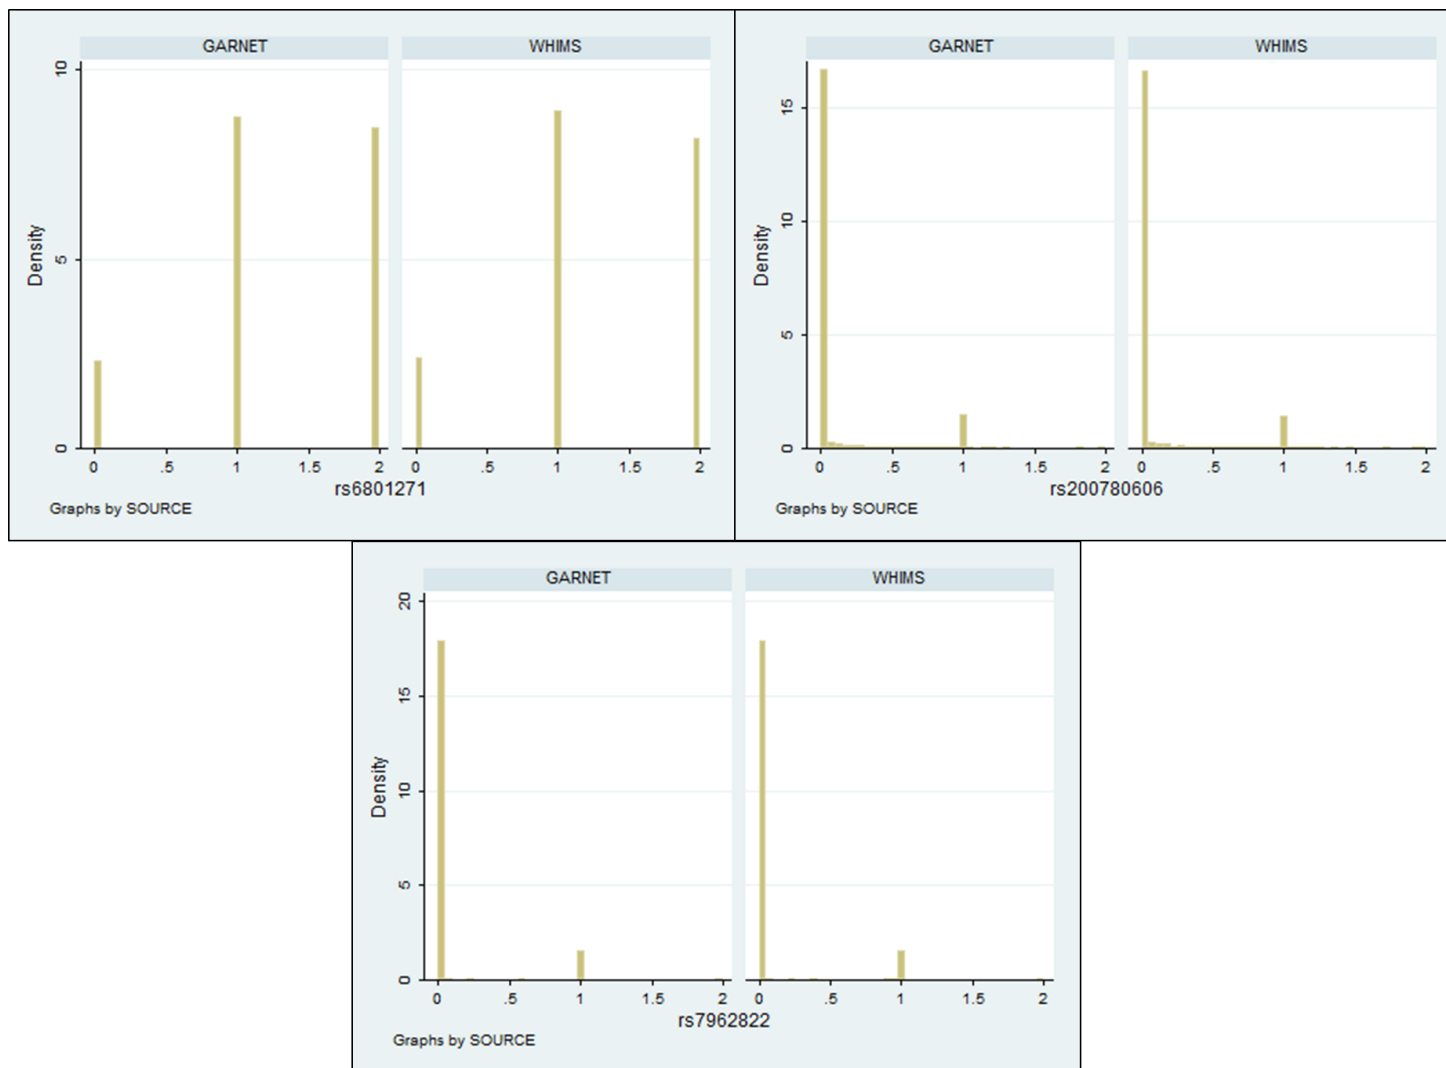 GARNET WHIMS
10
5
0
Density
0 .5 1 1.5 2 0 .5 1 1.5 2
rs6801271
Graphs by SOURCE
GARNET WHIMS
15
10
5
0
Density
0 .5 1 1.5 2 0 .5 1 1.5 2
rs200780606
Graphs by SOURCE
GARNET WHIMS
20
15
10
5
0
Density
0 .5 1 1.5 2 0 .5 1 1.5 2
rs7962822
Graphs by SOURCE